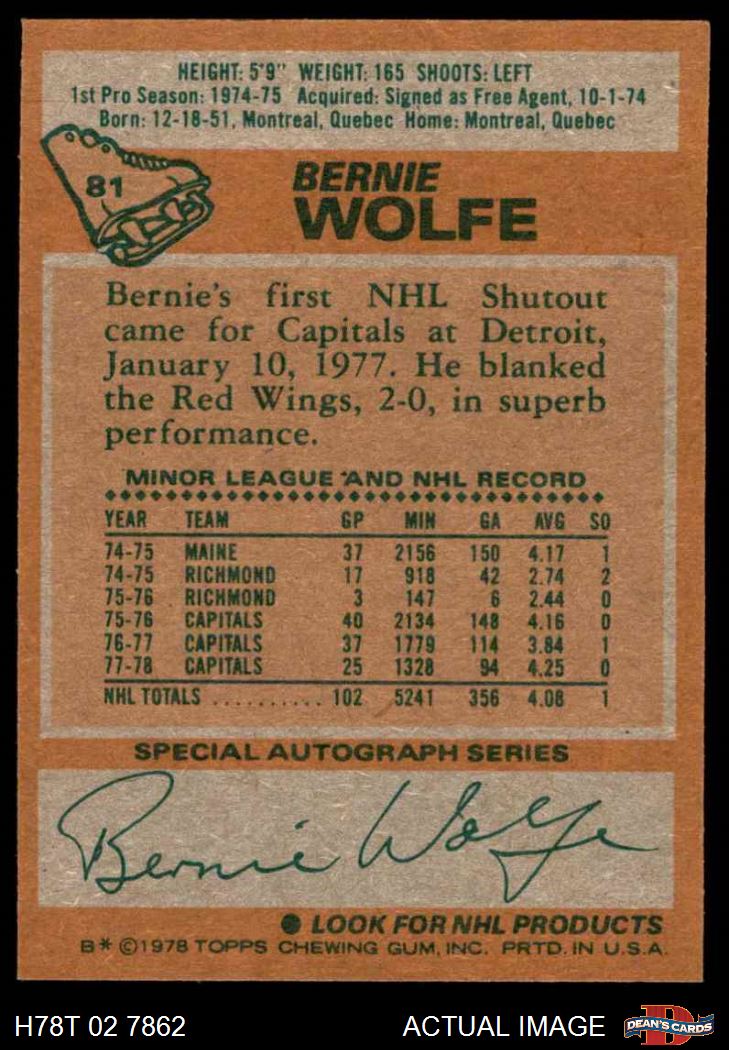 HEIGHT: 5'9" WEIGHT: 165 SHOOTS: LEFT
1st Pro Season: 1974-75 Acquired: Signed as Free Agent, 10-1-74
Born: 12-18-51, Montreal, Quebec Home: Montreal, Quebec
81
BERNIE
WOLFE
Bernie's first NHL Shutout
came for Capitals at Detroit,
January 10, 1977. He blanked
the Red Wings, 2-0, in superb
performance.
MINOR LEAGUE AND NHL RECORD
YEAR TEAM GP MIN GA AVG SO
74-75 MAINE 37 2156 150 4.17 1
74-75 RICHMOND 17 918 42 2.74 2
75-76 RICHMOND 3 147 6 2.44 0
75-76 CAPITALS 40 2134 148 4.16 0
76-77 CAPITALS 37 1779 114 3.84 1
77-78 CAPITALS 25 1328 94 4.25 0
NHL TOTALS .......... 102 5241 356 4.08 1
SPECIAL AUTOGRAPH SERIES
Bernie Wolfe
● LOOK FOR NHL PRODUCTS
B* ©1978 TOPPS CHEWING GUM, INC. PRTD. IN U.S.A.
H78T 02 7862 ACTUAL IMAGE
DEAN'S CARDS